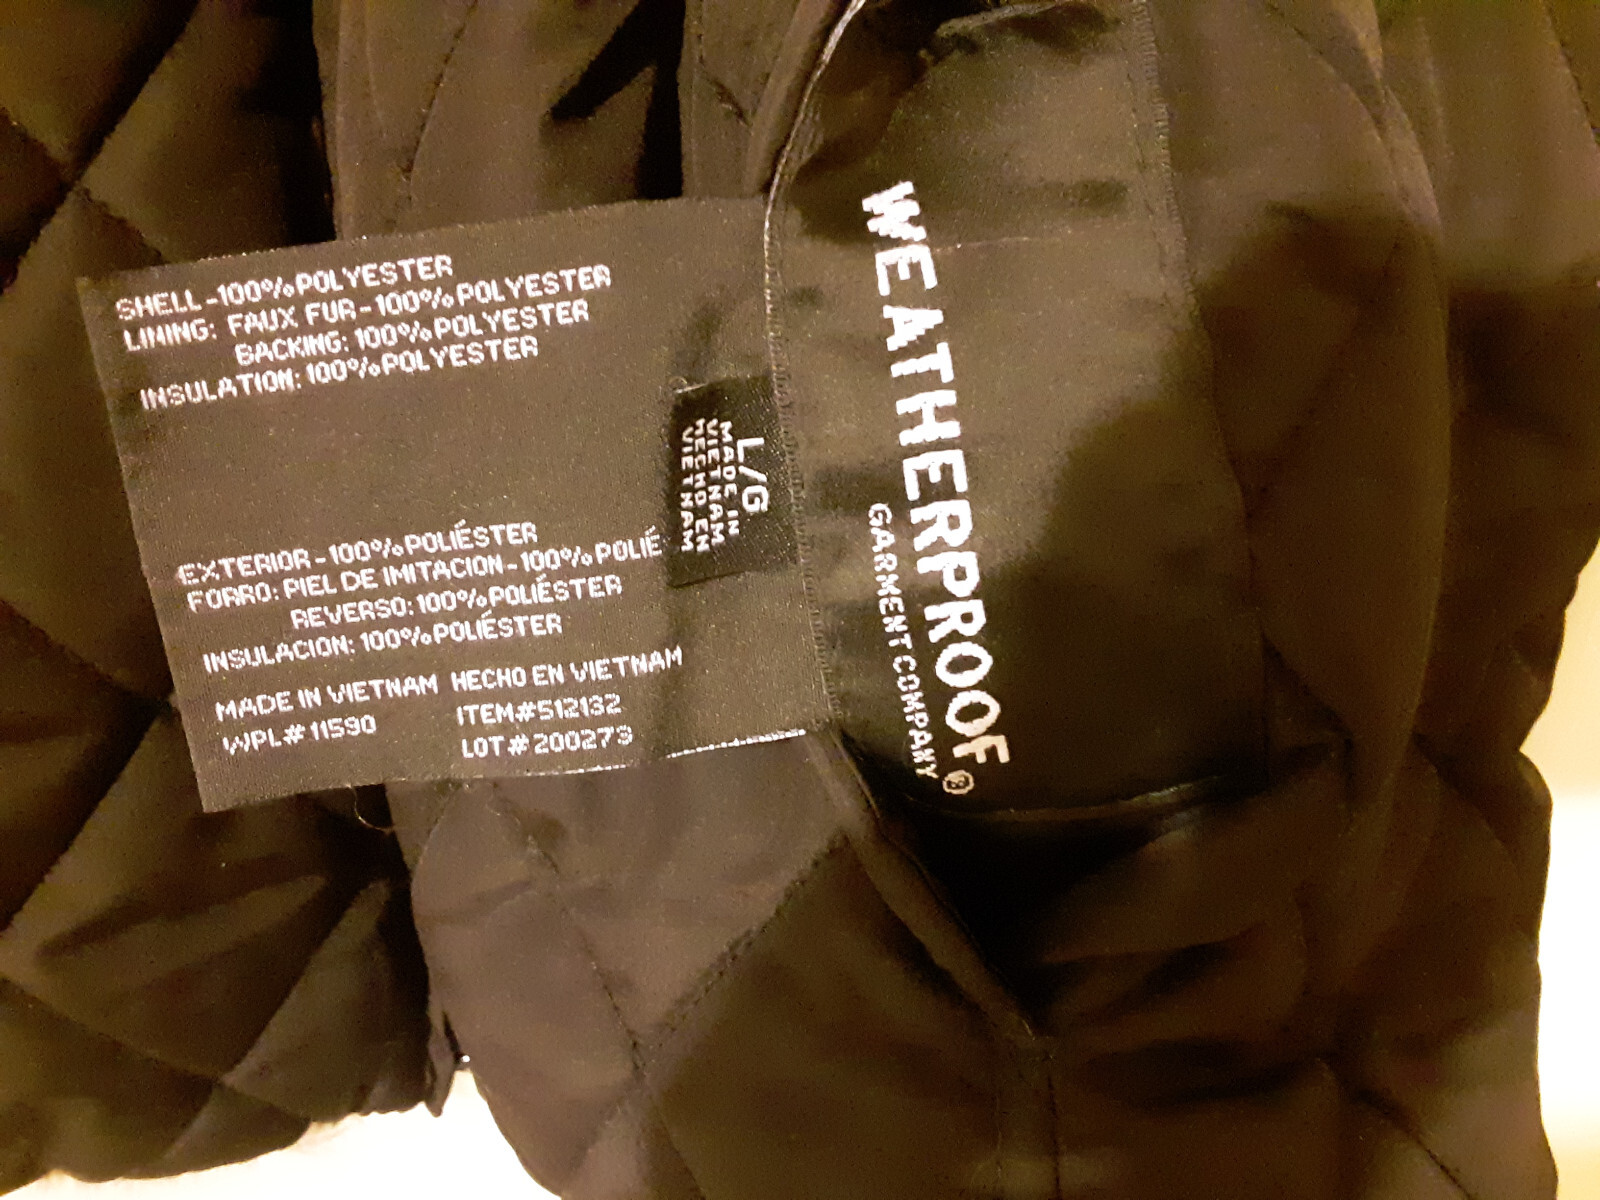 SHELL-100%POLYESTER
LINING: FAUX FUR-100%POLYESTER
BACKING: 100%POLYESTER
INSULATION: 100%POLYESTER
EXTERIOR-100%POLIÉSTER
FORRO: PIEL DE IMITACION-100%POLIÉ
REVERSO: 100%POLIÉSTER
INSULACION: 100%POLIÉSTER
MADE IN VIETNAM HECHO EN VIETNAM
WPL# 11590 ITEM#512132
LOT#200273
L/G
MADE IN
VIETNAM
HECHO EN
VIETNAM
WEATHERPROOF®
GARMENT COMPANY